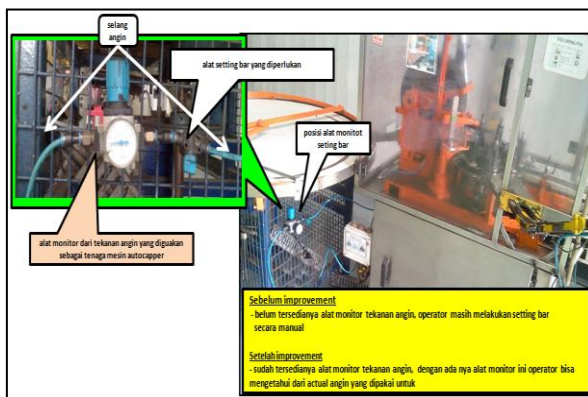 selang
angin
alat setting bar yang diperlukan
posisi alat monitot
seting bar
alat monitor dari tekanan angin yang diguakan
sebagai tenaga mesin autocapper
Sebelum improvement
- belum tersedianya alat monitor tekanan angin, operator masih melakukan setting bar
secara manual
Setelah improvement
- sudah tersedianya alat monitor tekanan angin, dengan ada nya alat monitor ini operator bisa
mengetahui dari actual angin yang dipakai untuk